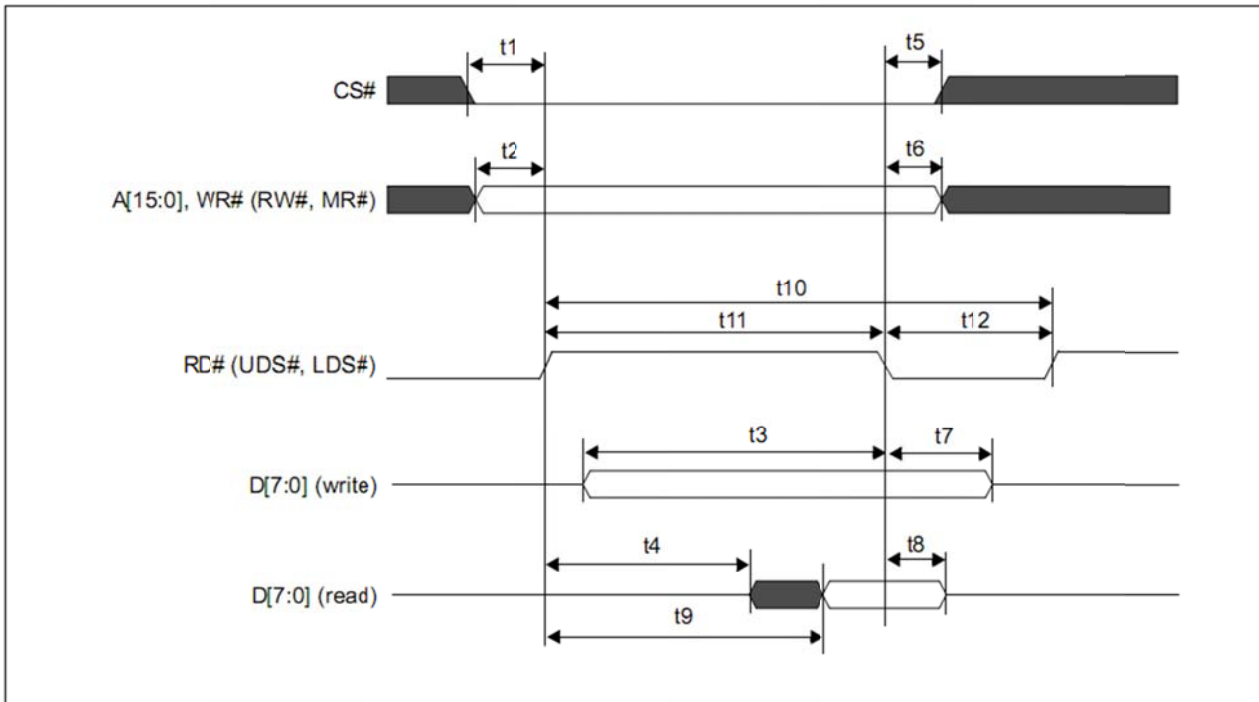 t1
t5
CS#
t2
t6
A[15:0], WR# (RW#, MR#)
t10
t11
t12
RD# (UDS#, LDS#)
t3
t7
D[7:0] (write)
t4
t8
D[7:0] (read)
t9